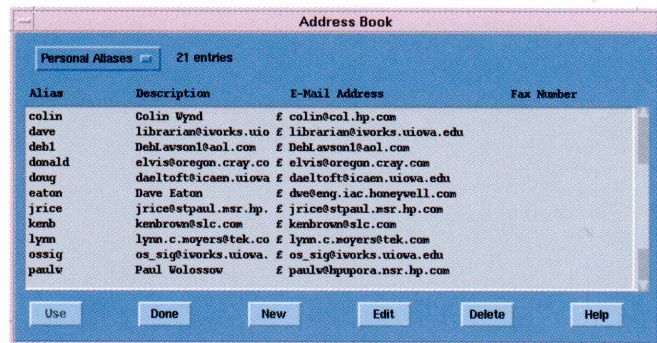 Address Book
Personal Aliases 21 entries
Alias Description E-Mail Address Fax Number
colin Colin Wynd £ colin@col.hp.com
dave librarian@iworks.uio £ librarian@iworks.uiowa.edu
deb1 DebLawson1@aol.com £ DebLawson1@aol.com
donald elvis@oregon.cray.co £ elvis@oregon.cray.com
doug daeltoft@icaen.uiowa £ daeltoft@icaen.uiowa.edu
eaton Dave Eaton £ dwe@eng.iac.honeywell.com
jrice jrice@stpaul.msr.hp. £ jrice@stpaul.msr.hp.com
kenb kenbrown@slc.com £ kenbrown@slc.com
lynn lynn.c.moyers@tek.co £ lynn.c.moyers@tek.com
ossig os_sig@iworks.uiowa. £ os_sig@iworks.uiowa.edu
paulw Paul Wolossow £ paulw@hpupora.nsr.hp.com
Use Done New Edit Delete Help